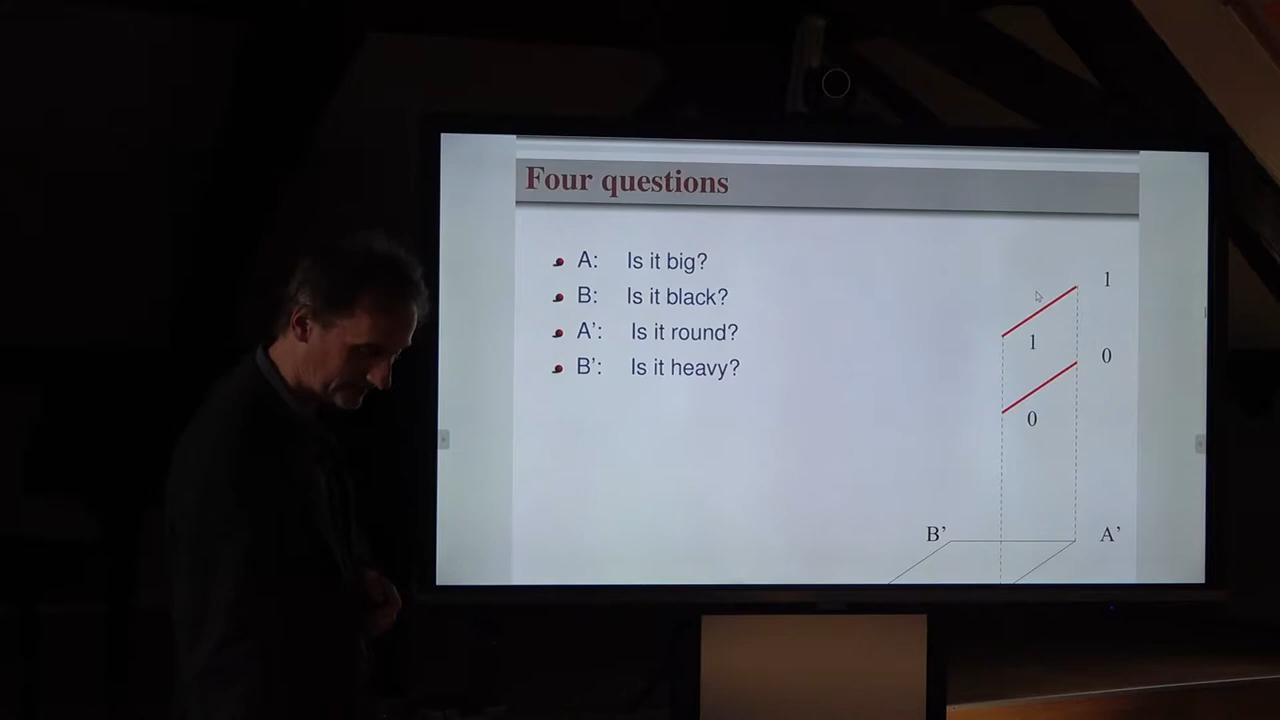 Four questions
A: Is it big?
B: Is it black?
A’: Is it round?
B’: Is it heavy?
1
1
0
0
B’
A’